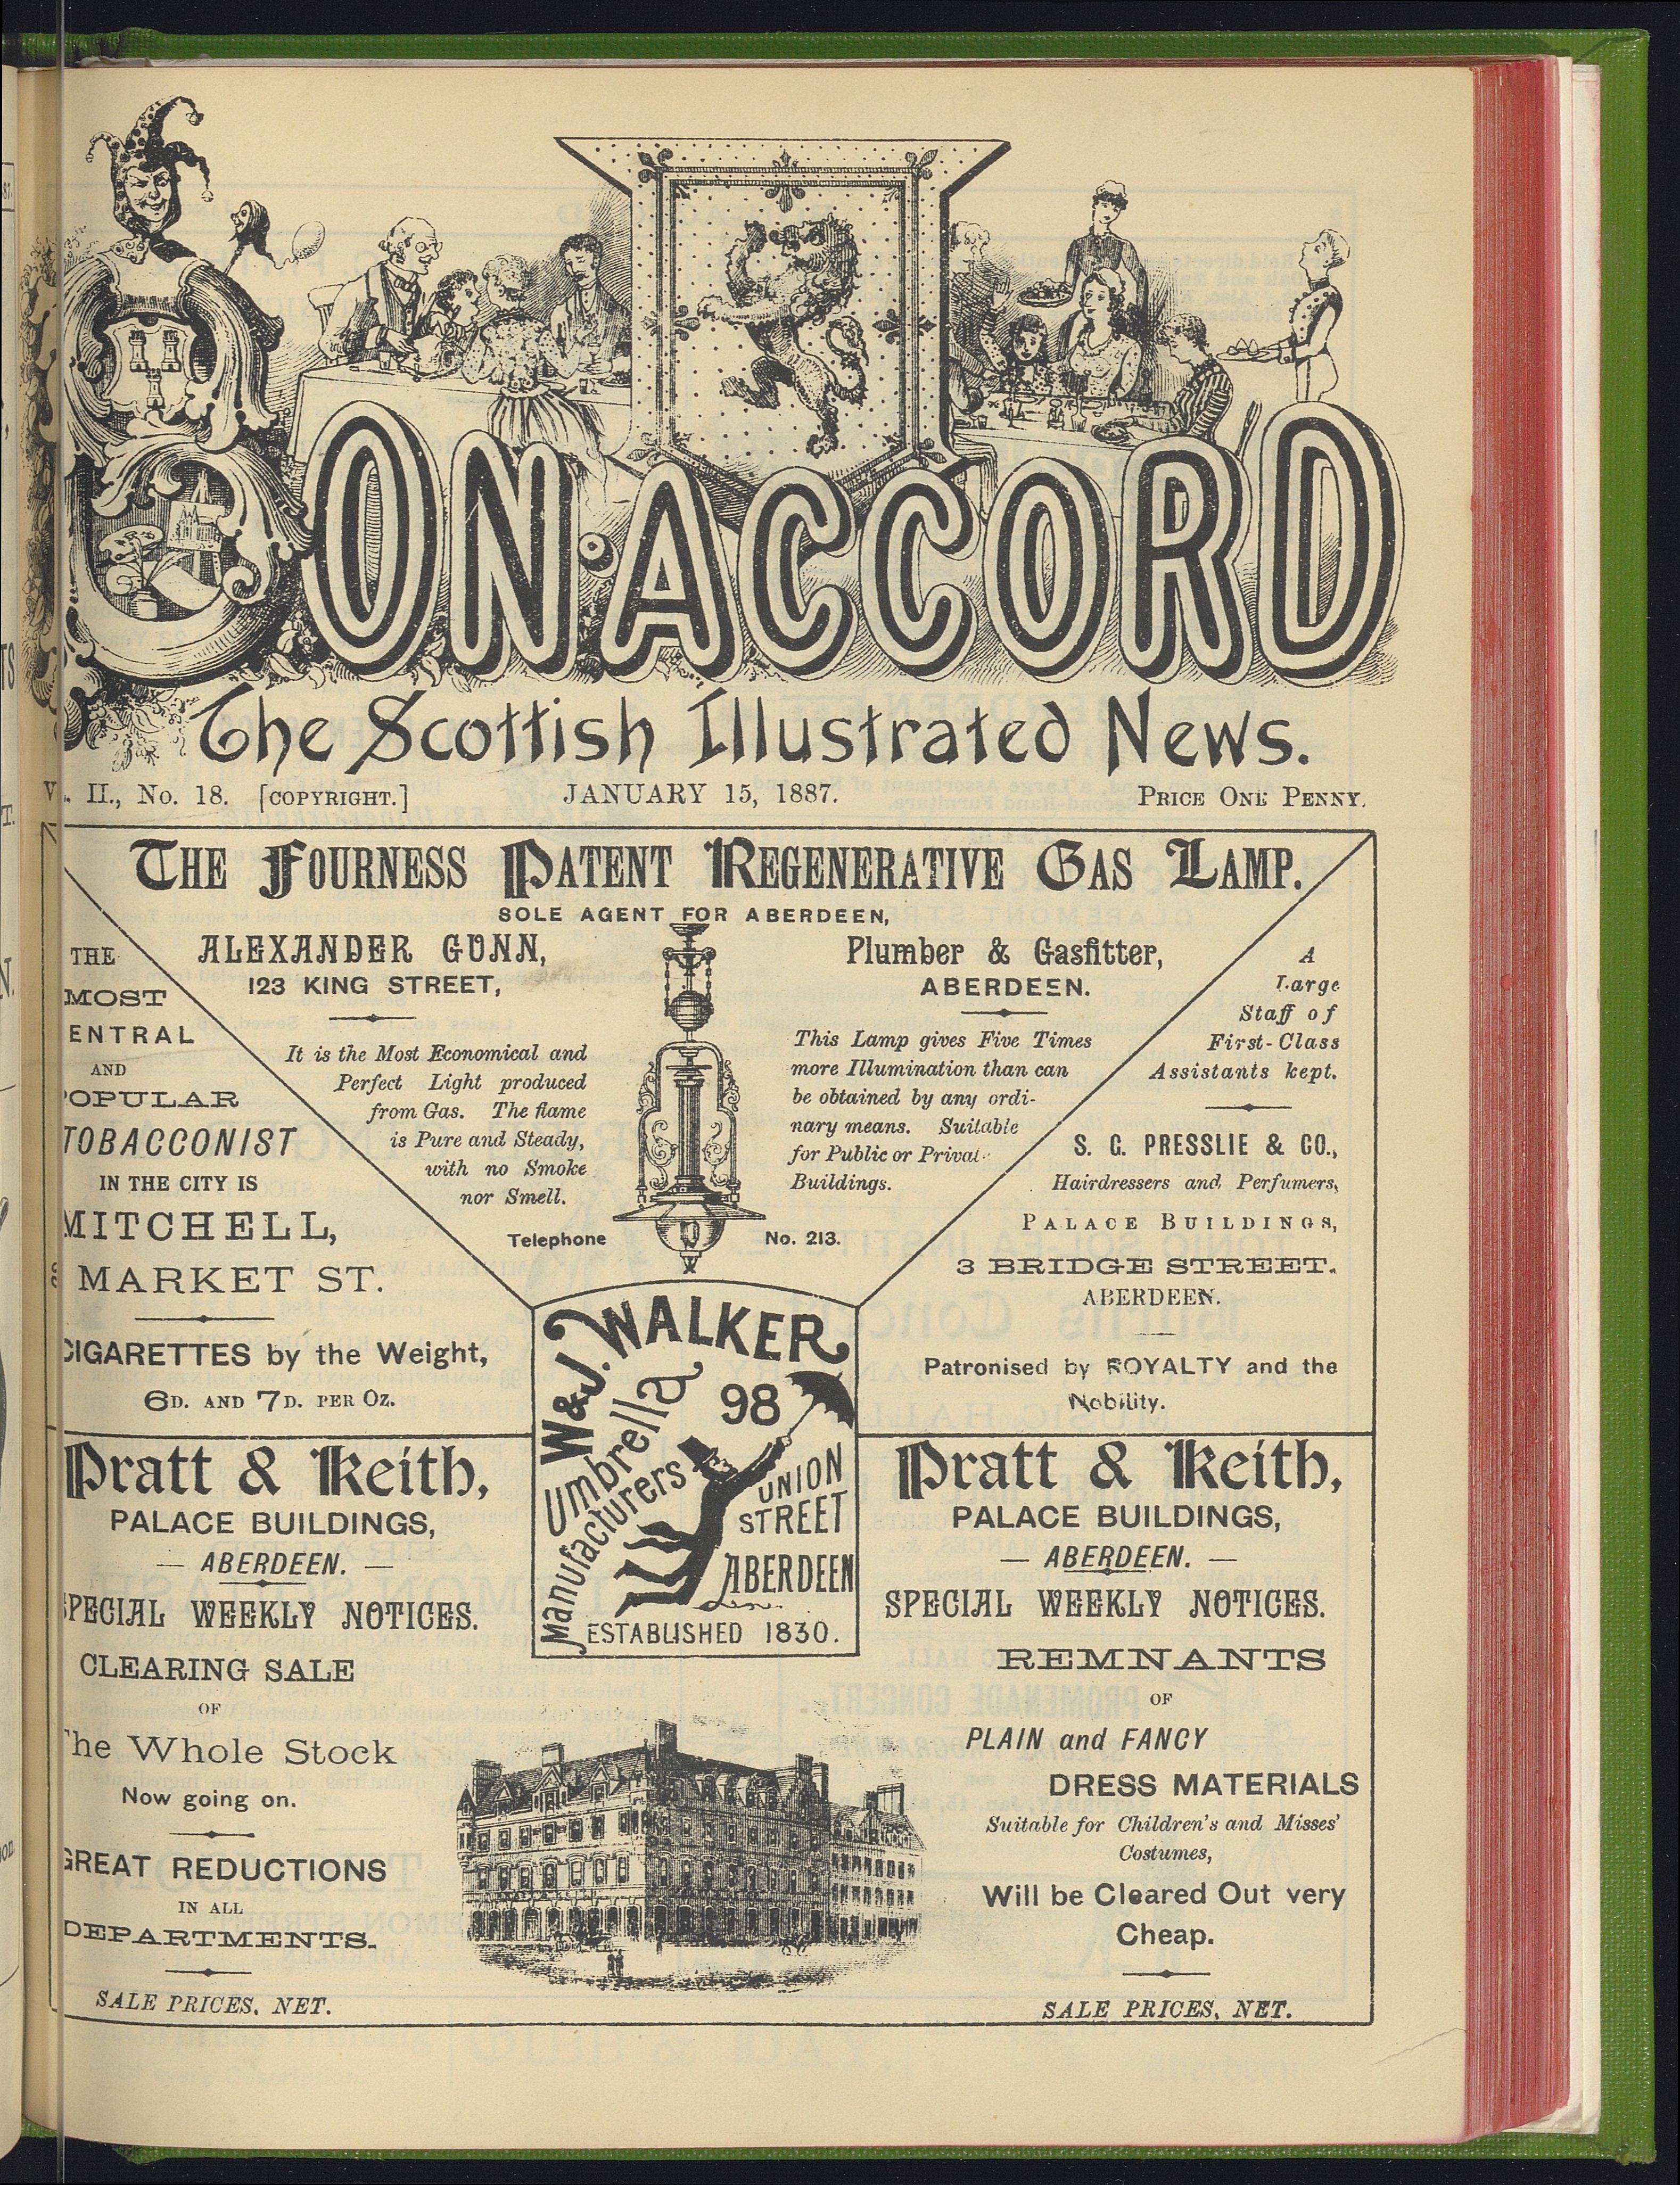 BON·ACCORD
The Scottish Illustrated News.
II., No. 18. [COPYRIGHT.] JANUARY 15, 1887. PRICE ONE PENNY.
THE FOURNESS PATENT REGENERATIVE GAS LAMP.
SOLE AGENT FOR ABERDEEN,
ALEXANDER GUNN, Plumber & Gasfitter,
123 KING STREET, ABERDEEN.
It is the Most Economical and
Perfect Light produced
from Gas. The flame
is Pure and Steady,
with no Smoke
nor Smell.
This Lamp gives Five Times
more Illumination than can
be obtained by any ordi-
nary means. Suitable
for Public or Privat
Buildings.
Telephone No. 213.
THE
MOST
ENTRAL
AND
POPULAR
TOBACCONIST
IN THE CITY IS
MITCHELL,
MARKET ST.
CIGARETTES by the Weight,
6D. AND 7D. PER OZ.
A
Large
Staff of
First-Class
Assistants kept.
S. G. PRESSLIE & CO.,
Hairdressers and Perfumers,
PALACE BUILDINGS,
3 BRIDGE STREET.
ABERDEEN.
Patronised by ROYALTY and the
Nobility.
W & J. WALKER
Umbrella
Manufacturers
98
UNION
STREET
ABERDEEN
ESTABLISHED 1830.
Pratt & Keith,
PALACE BUILDINGS,
— ABERDEEN. —
SPECIAL WEEKLY NOTICES.
CLEARING SALE
OF
The Whole Stock
Now going on.
GREAT REDUCTIONS
IN ALL
DEPARTMENTS.
SALE PRICES. NET.
Pratt & Keith,
PALACE BUILDINGS,
— ABERDEEN. —
SPECIAL WEEKLY NOTICES.
REMNANTS
OF
PLAIN and FANCY
DRESS MATERIALS
Suitable for Children's and Misses'
Costumes,
Will be Cleared Out very
Cheap.
SALE PRICES, NET.